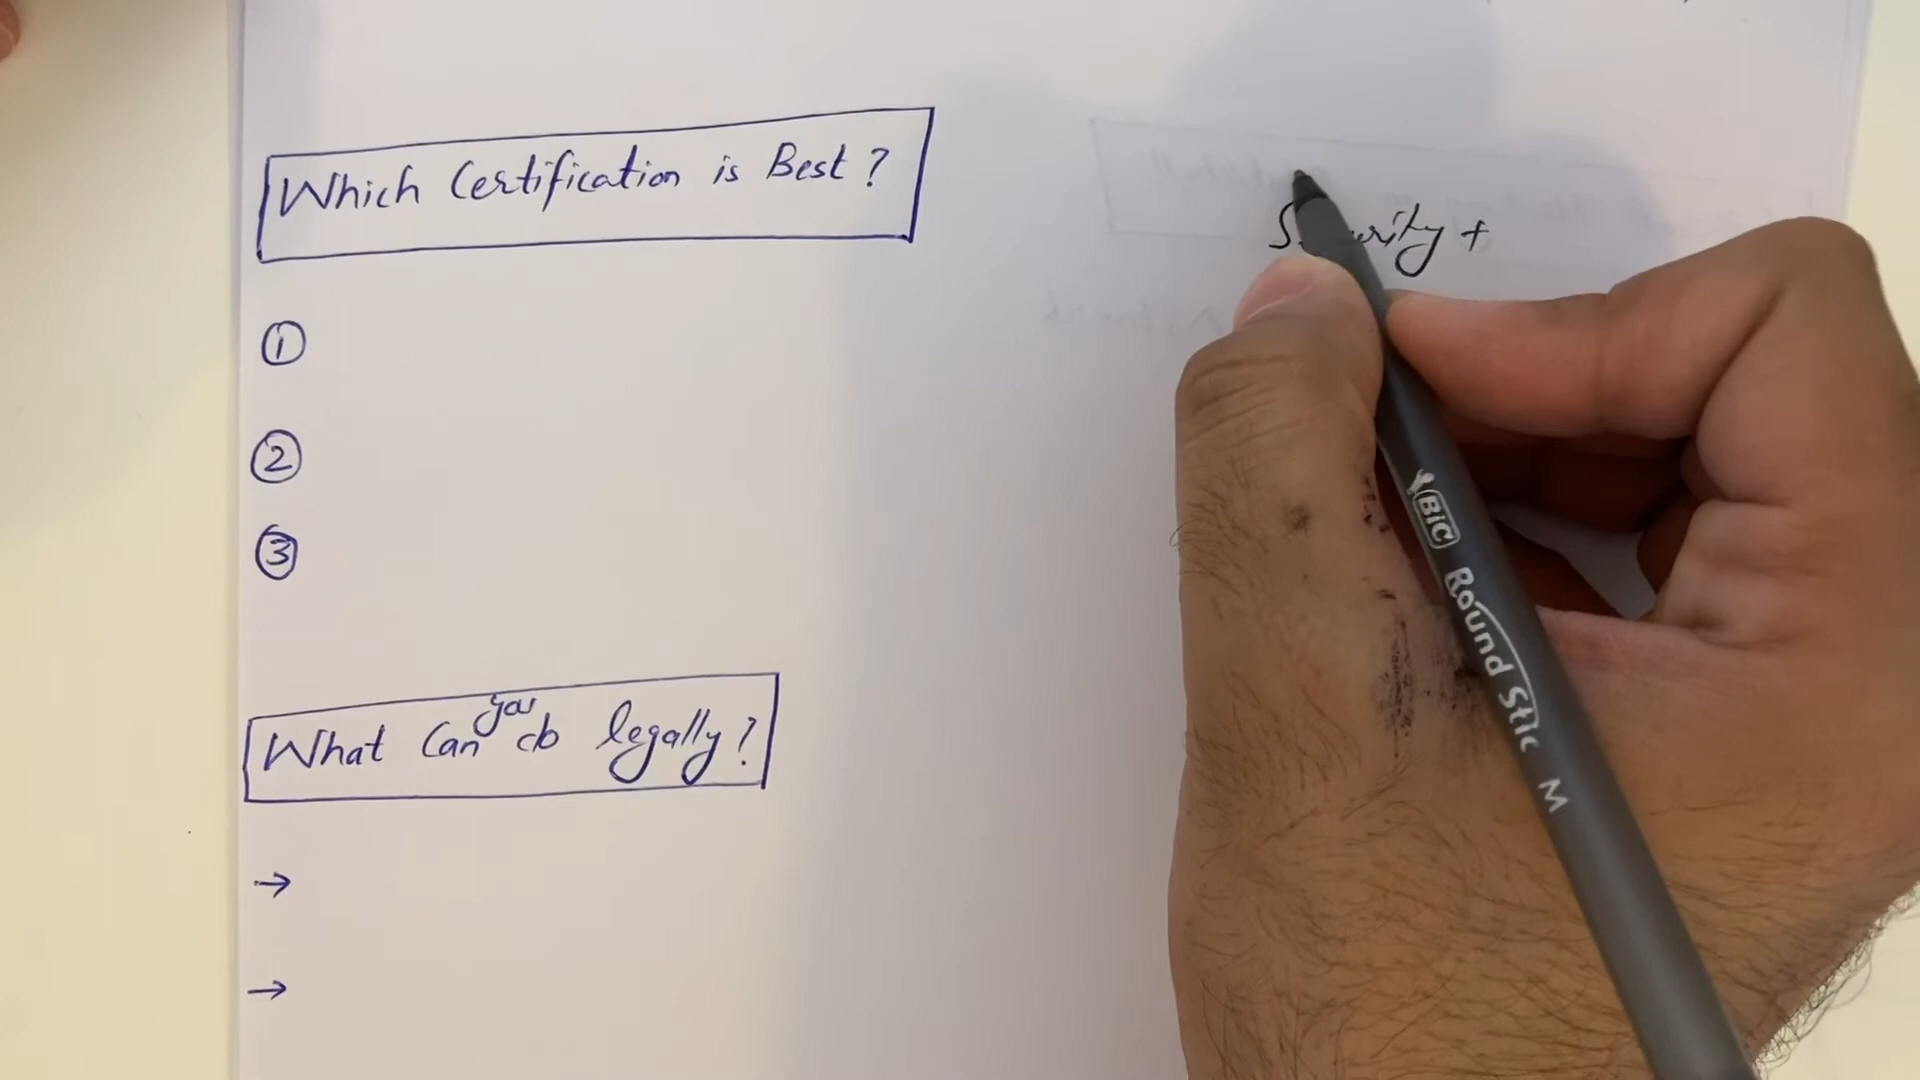 Which Certification is Best?
Security +
①
②
③
What Can you do legally?
→
→
BIC Round Stic M